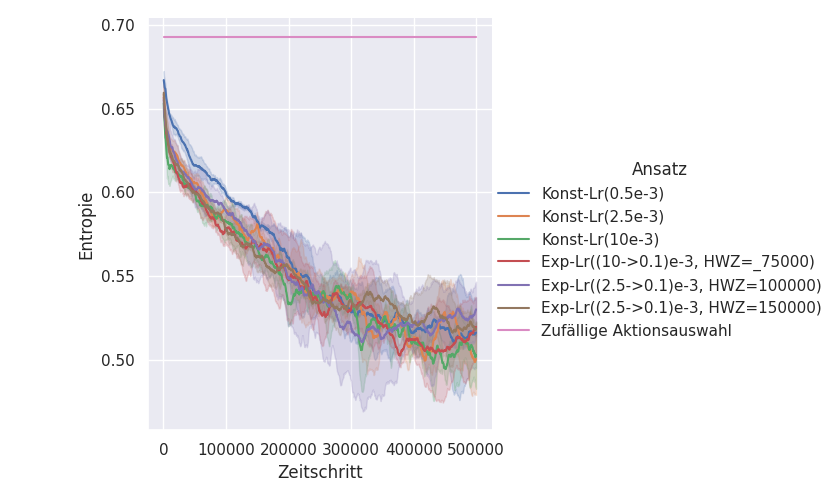 0.70
0.65
0.60
0.55
0.50
Entropie
0 100000 200000 300000 400000 500000
Zeitschritt
Ansatz
Konst-Lr(0.5e-3)
Konst-Lr(2.5e-3)
Konst-Lr(10e-3)
Exp-Lr((10->0.1)e-3, HWZ=_75000)
Exp-Lr((2.5->0.1)e-3, HWZ=100000)
Exp-Lr((2.5->0.1)e-3, HWZ=150000)
Zufällige Aktionsauswahl